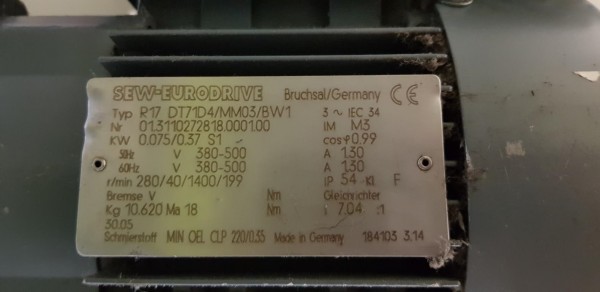 SEW-EURODRIVE Bruchsal/Germany CE
Typ R17 DT71D4/MM03/BW1 3 ~ IEC 34
Nr 01.3110272818.0001.00 IM M3
KW 0.075/0.37 S1 cosφ 0.99
50Hz V 380-500 A 1.30
60Hz V 380-500 A 1.30
r/min 280/40/1400/199 IP 54 Kl F
Bremse V Nm Gleichrichter
Kg 10.620 Ma 18 Nm i 7.04 :1
30.05
Schmierstoff MIN OEL CLP 220/0.35 Made in Germany 184103 3.14